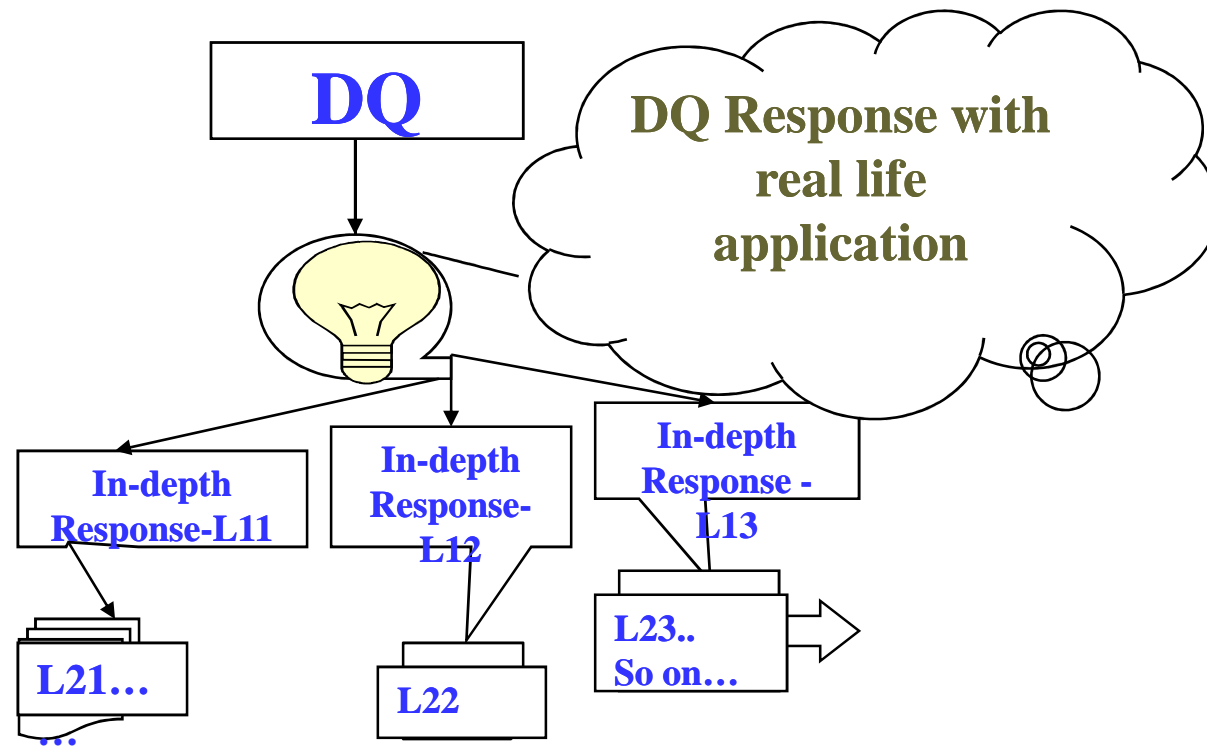 DQ
DQ Response with
real life
application
In-depth
Response-L11
In-depth
Response-
L12
In-depth
Response -
L13
L21…
…
L22
L23..
So on…